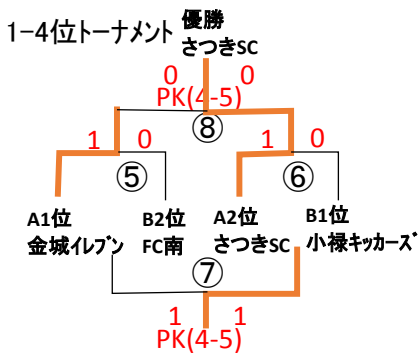 1-4位トーナメント
優勝
さつきSC
0 0
PK(4-5)
⑧
1 0 1 0
⑤ ⑥
A1位 B2位 A2位 B1位
金城イレブン FC南 さつきSC 小禄キッカーズ
⑦
1 1
PK(4-5)